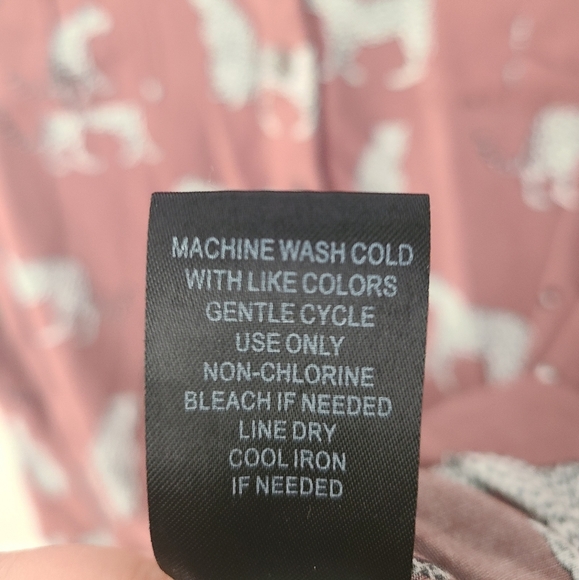 MACHINE WASH COLD
WITH LIKE COLORS
GENTLE CYCLE
USE ONLY
NON-CHLORINE
BLEACH IF NEEDED
LINE DRY
COOL IRON
IF NEEDED